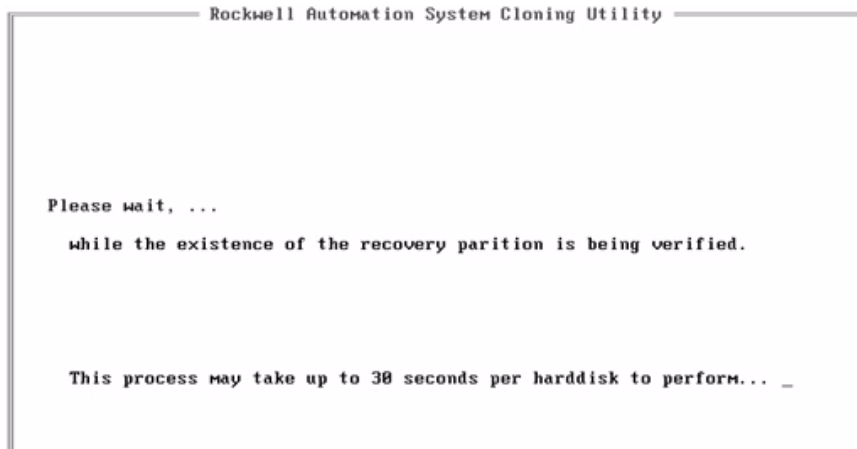 Rockwell Automation System Cloning Utility
Please wait, ...
while the existence of the recovery parition is being verified.
This process may take up to 30 seconds per harddisk to perform... _